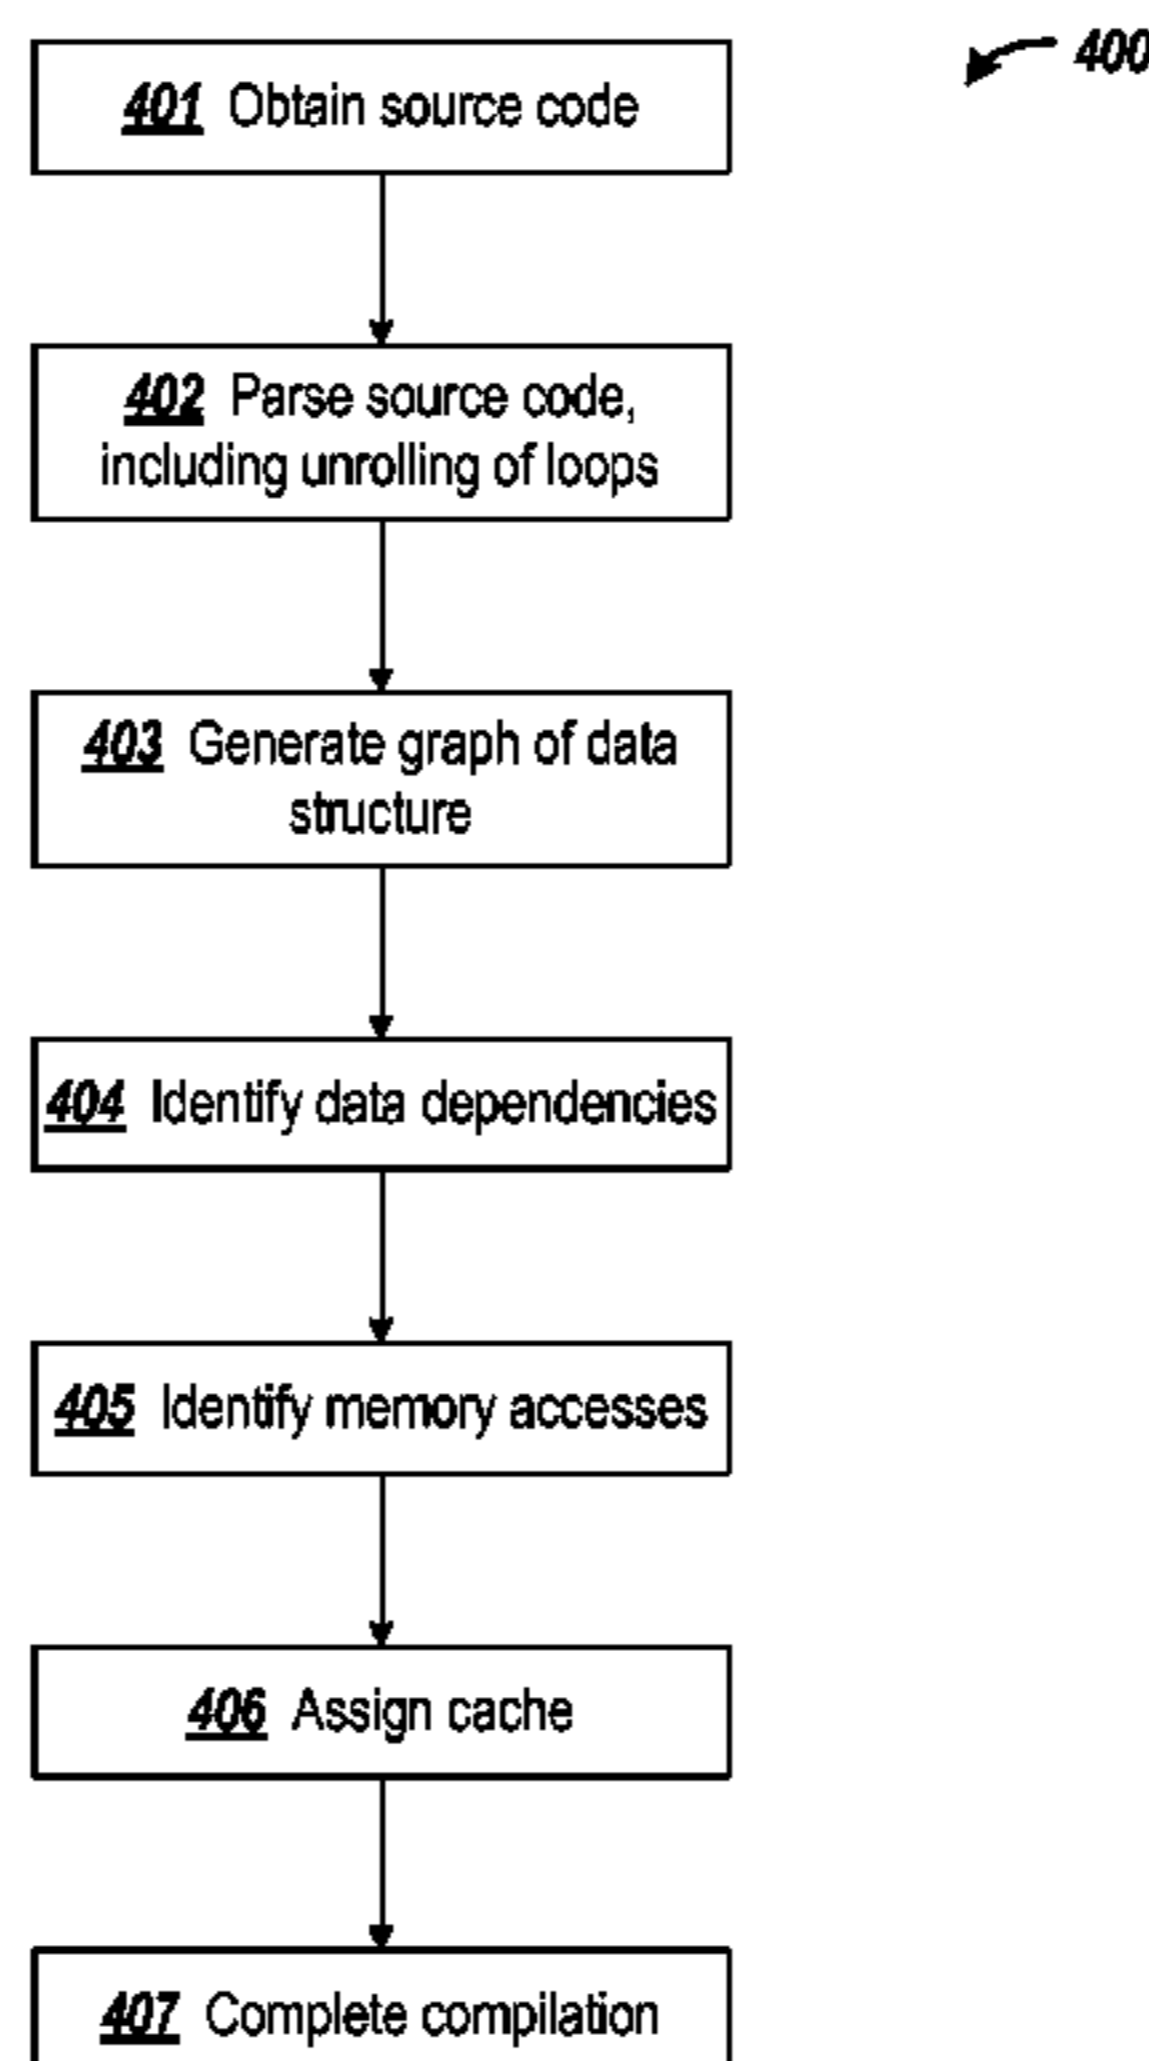 400
401 Obtain source code
402 Parse source code,
including unrolling of loops
403 Generate graph of data
structure
404 Identify data dependencies
405 Identify memory accesses
406 Assign cache
407 Complete compilation